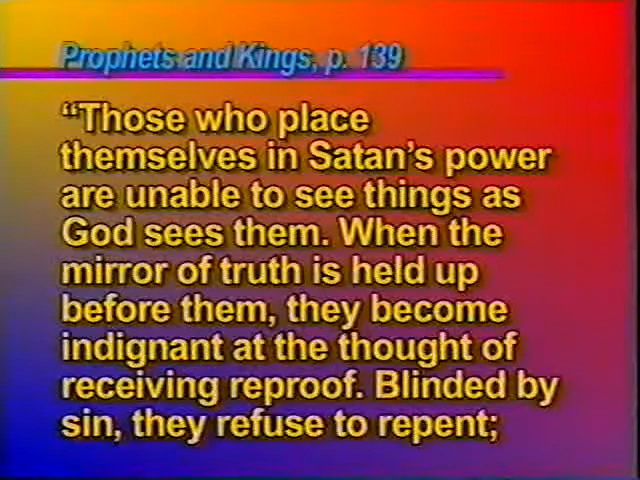 Prophets and Kings, p. 139
“Those who place
themselves in Satan’s power
are unable to see things as
God sees them. When the
mirror of truth is held up
before them, they become
indignant at the thought of
receiving reproof. Blinded by
sin, they refuse to repent;